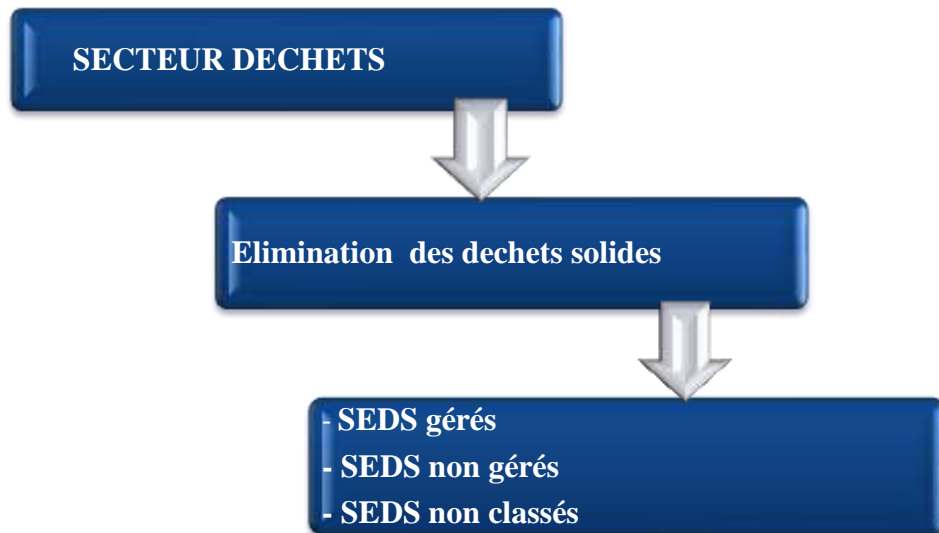 SECTEUR DECHETS
Elimination des dechets solides
- SEDS gérés
- SEDS non gérés
- SEDS non classés